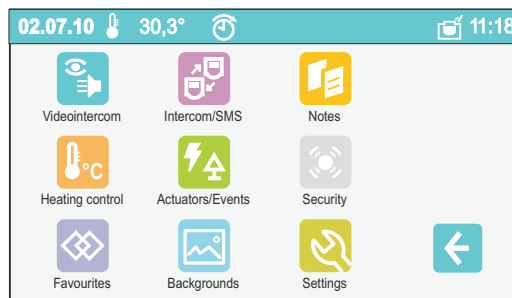 02.07.10 30,3° 11:18
Videointercom Intercom/SMS Notes
°C
Heating control Actuators/Events Security
Favourites Backgrounds Settings